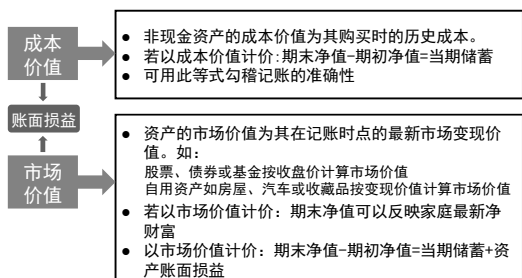 成本
价值
● 非现金资产的成本价值为其购买时的历史成本。
● 若以成本价值计价:期末净值-期初净值=当期储蓄
● 可用此等式勾稽记账的准确性
账面损益
市场
价值
● 资产的市场价值为其在记账时点的最新市场变现价
值。如：
股票、债券或基金按收盘价计算市场价值
自用资产如房屋、汽车或收藏品按变现价值计算市场价值
● 若以市场价值计价：期末净值可以反映家庭最新净
财富
● 以市场价值计价：期末净值-期初净值=当期储蓄+资
产账面损益